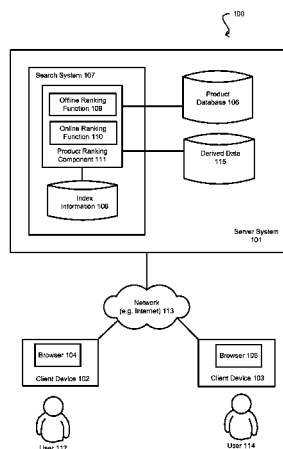 100
Search System 107
Offline Ranking
Function 109
Product
Database 106
Online Ranking
Function 110
Product Ranking
Component 111
Derived Data
115
Index
Information 108
Server System
101
Network
(e.g. Internet) 113
Browser 104
Client Device 102
Browser 105
Client Device 103
User 112
User 114